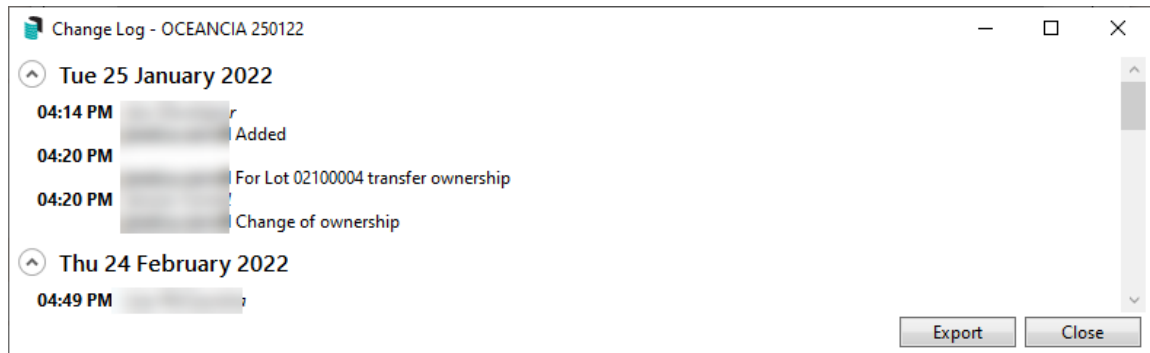 Change Log - OCEANCIA 250122
Tue 25 January 2022
04:14 PM
Added
04:20 PM
For Lot 02100004 transfer ownership
04:20 PM
Change of ownership
Thu 24 February 2022
04:49 PM
Export Close